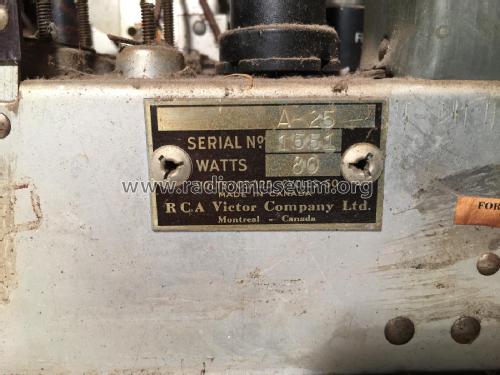 A-25
SERIAL Nº 1551
WATTS 80
www.radiomuseum.org
MADE IN CANADA
RCA Victor Company Ltd.
Montreal - Canada
FOR